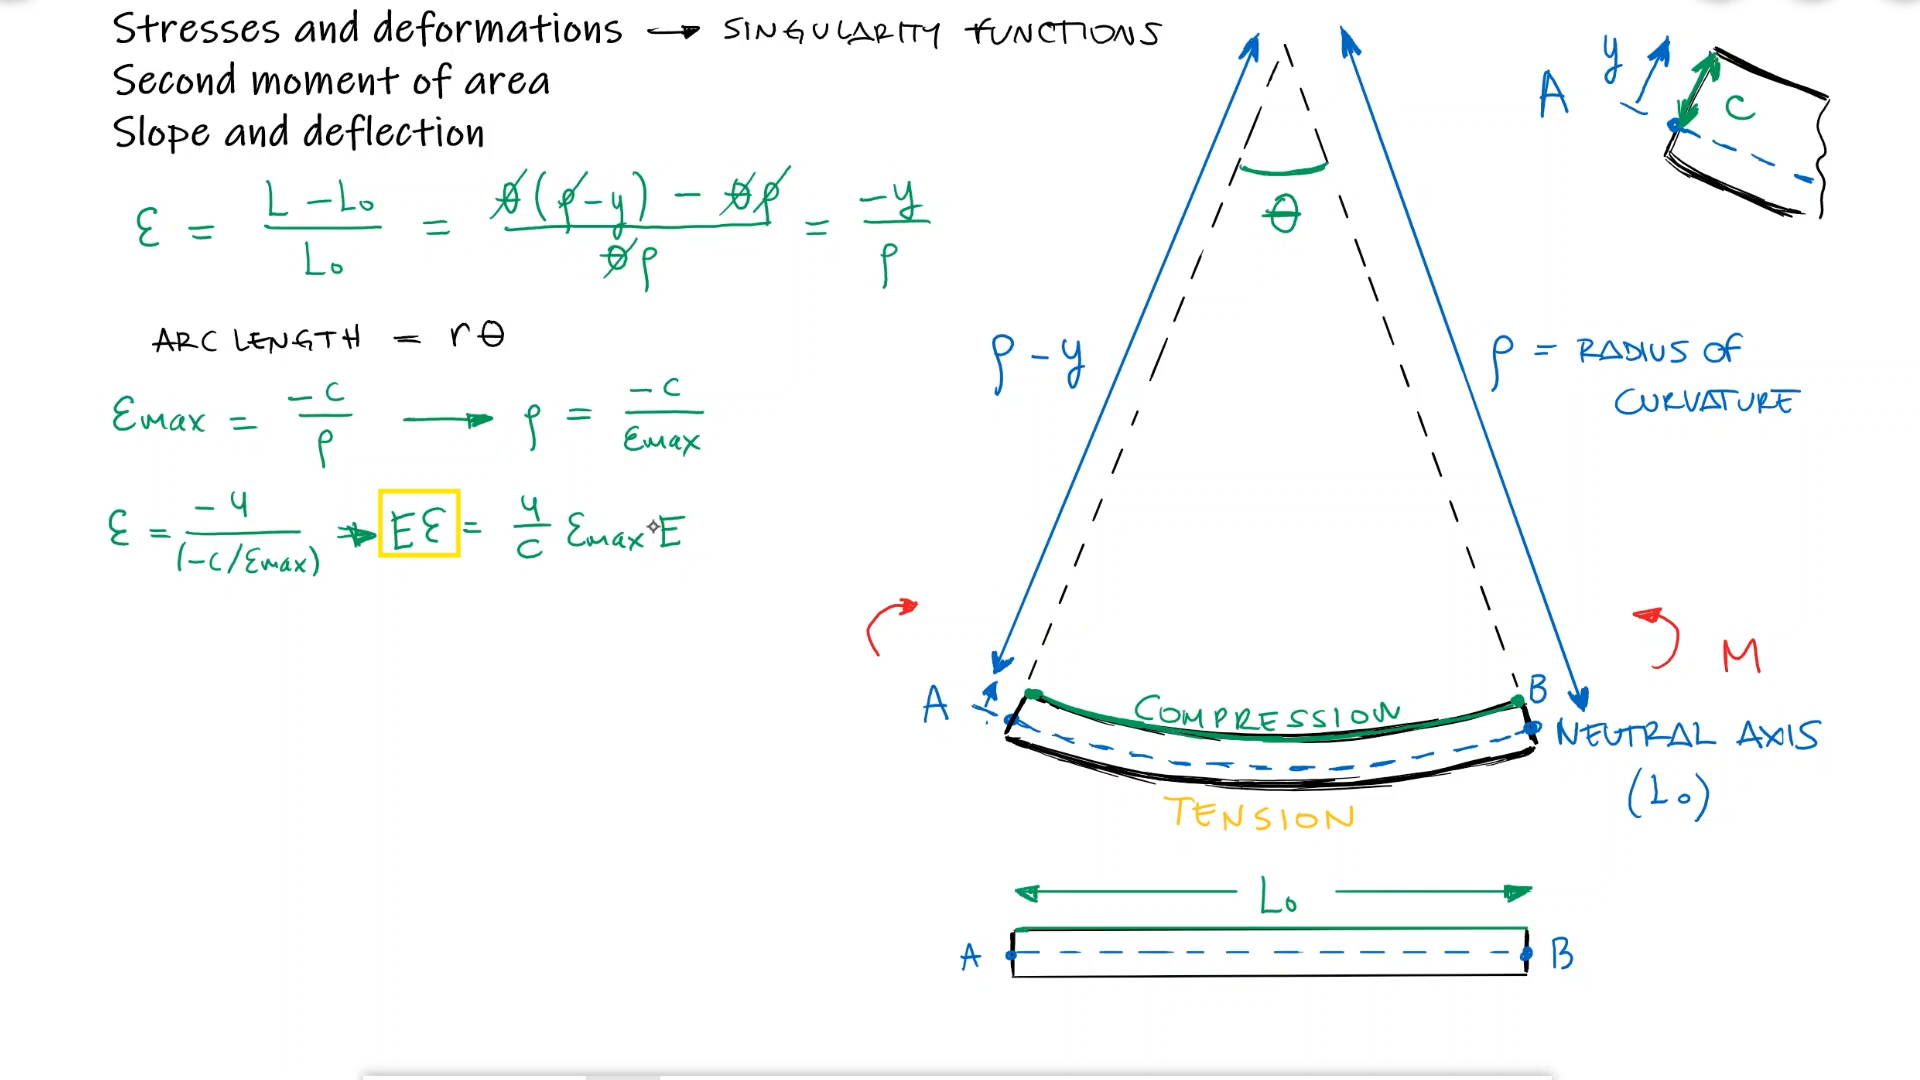 Stresses and deformations → SINGULARITY FUNCTIONS
Second moment of area
Slope and deflection
ε = (L - L₀)/L₀ = (θ(ρ-y) - θρ)/(θρ) = -y/ρ
ARC LENGTH = rθ
εmax = -c/ρ → ρ = -c/εmax
ε = -y/(-c/εmax) → Eε = y/c εmax·E
θ
ρ - y
ρ = RADIUS OF
CURVATURE
A
y
C
M
A
COMPRESSION
B
NEUTRAL AXIS
(L₀)
TENSION
L₀
A
B